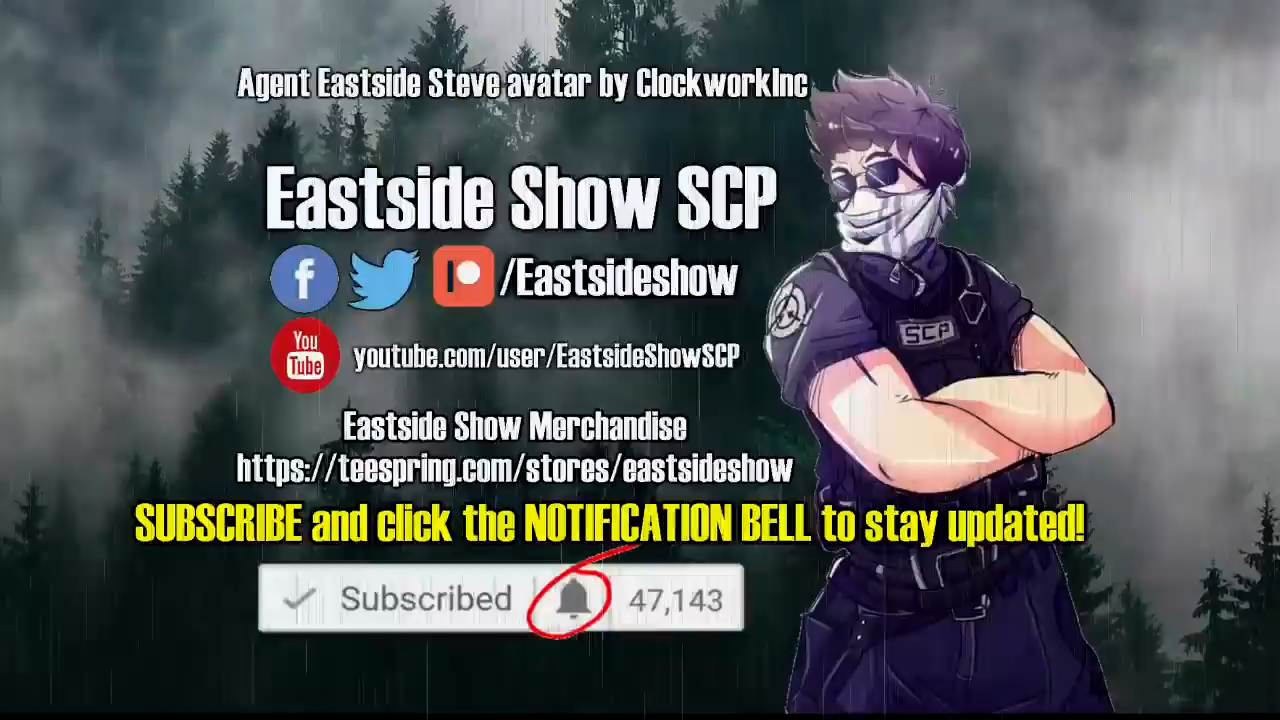 Agent Eastside Steve avatar by ClockworkInc
Eastside Show SCP
/Eastsideshow
You
Tube
youtube.com/user/EastsideShowSCP
SCP
Eastside Show Merchandise
https://teespring.com/stores/eastsideshow
SUBSCRIBE and click the NOTIFICATION BELL to stay updated!
Subscribed 47,143